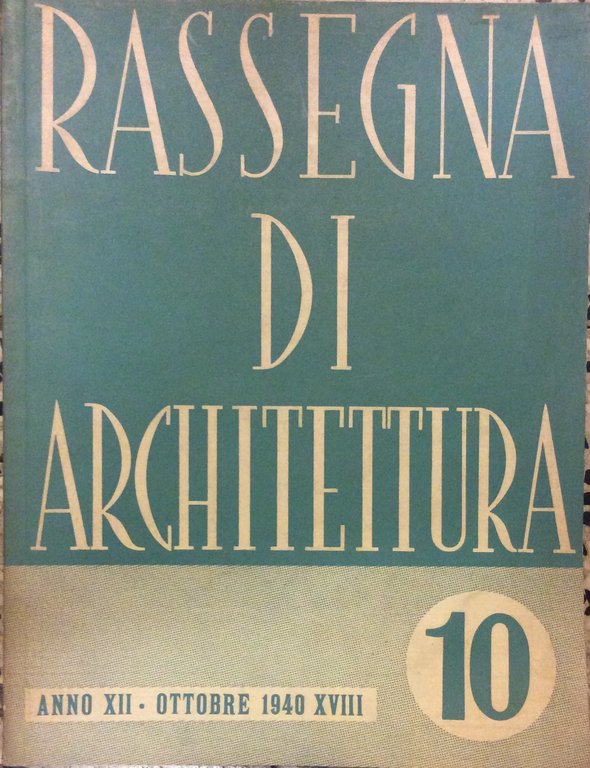 RASSEGNA
DI
ARCHITETTURA
10
ANNO XII • OTTOBRE 1940 XVIII